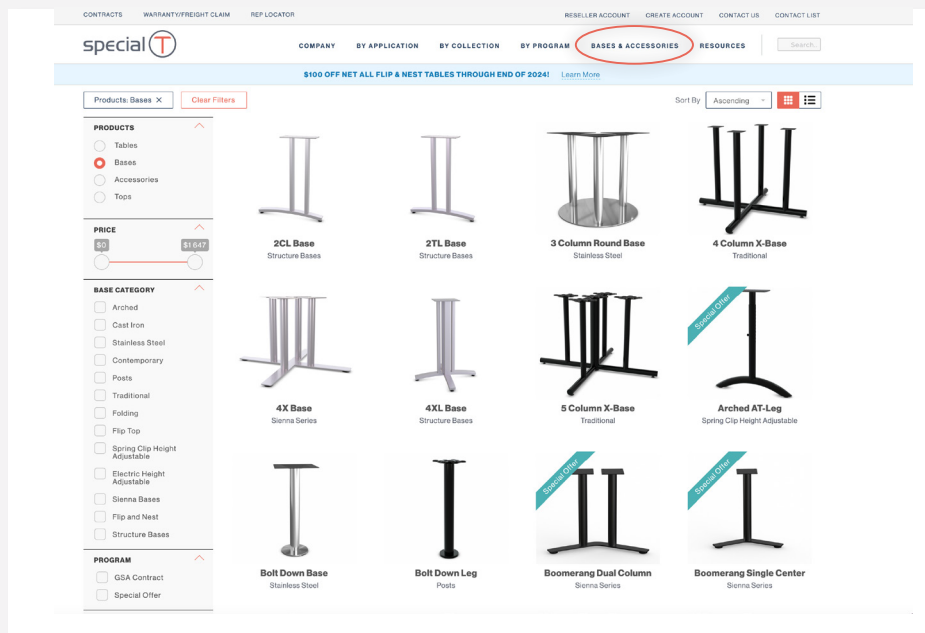 CONTRACTS WARRANTY/FREIGHT CLAIM REP LOCATOR RESELLER ACCOUNT CREATE ACCOUNT CONTACT US CONTACT LIST
special T COMPANY BY APPLICATION BY COLLECTION BY PROGRAM BASES & ACCESSORIES RESOURCES Search...
$100 OFF NET ALL FLIP & NEST TABLES THROUGH END OF 2024! Learn More
Products: Bases X Clear Filters Sort By Ascending
PRODUCTS
Tables
Bases
Accessories
Tops
PRICE
$0 $1647
BASE CATEGORY
Arched
Cast Iron
Stainless Steel
Contemporary
Posts
Traditional
Folding
Flip Top
Spring Clip Height
Adjustable
Electric Height
Adjustable
Sienna Bases
Flip and Nest
Structure Bases
PROGRAM
GSA Contract
Special Offer
2CL Base 2TL Base 3 Column Round Base 4 Column X-Base
Structure Bases Structure Bases Stainless Steel Traditional
Special Offer
4X Base 4XL Base 5 Column X-Base Arched AT-Leg
Sienna Series Structure Bases Traditional Spring Clip Height Adjustable
Special Offer Special Offer
Bolt Down Base Bolt Down Leg Boomerang Dual Column Boomerang Single Center
Stainless Steel Posts Sienna Series Sienna Series